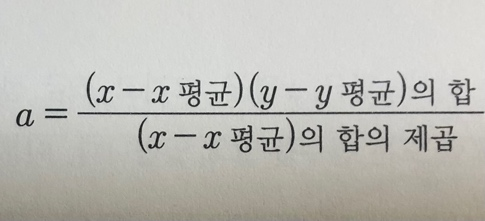 (x − x 평균)(y − y 평균)의 합
a =
(x − x 평균)의 합의 제곱